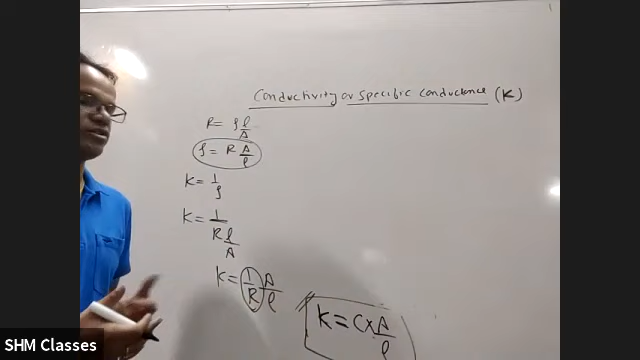 Conductivity or specific conductance (K)
R = ρ l/A
ρ = R A/l
K = 1/ρ
K = 1/R l/A
K = 1/R A/l
K = C x A/l
SHM Classes